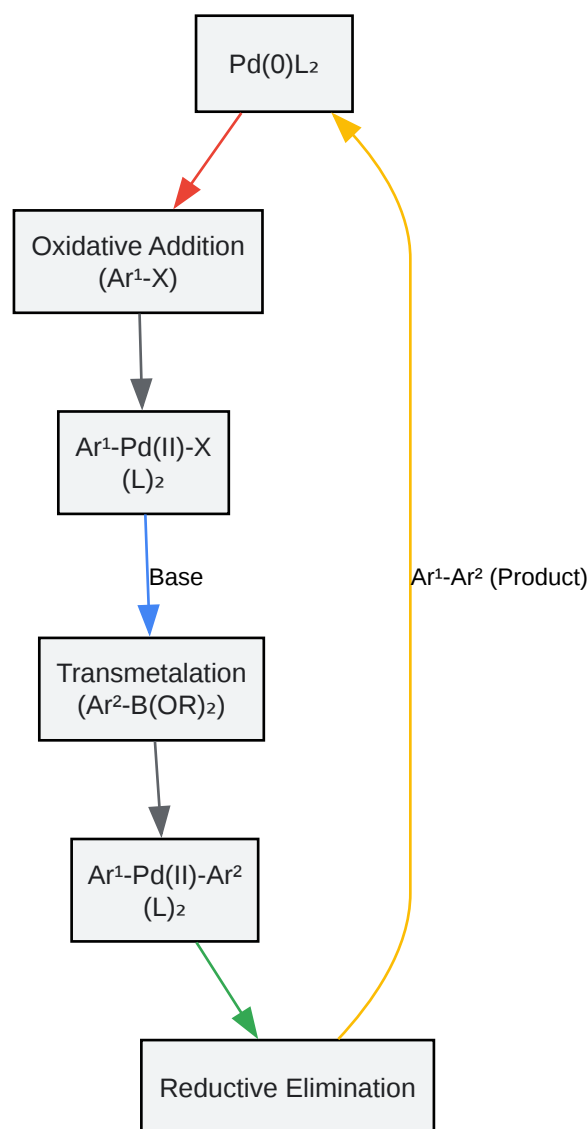 Pd(0)L₂
Oxidative Addition
(Ar¹-X)
Ar¹-Pd(II)-X
(L)₂
Base
Ar¹-Ar² (Product)
Transmetalation
(Ar²-B(OR)₂)
Ar¹-Pd(II)-Ar²
(L)₂
Reductive Elimination